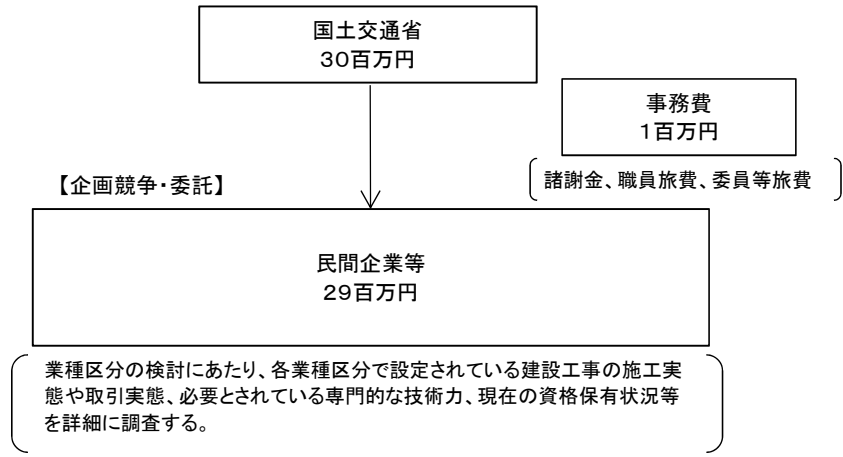 国土交通省
30百万円
事務費
1百万円
諸謝金、職員旅費、委員等旅費
【企画競争・委託】
民間企業等
29百万円
業種区分の検討にあたり、各業種区分で設定されている建設工事の施工実
態や取引実態、必要とされている専門的な技術力、現在の資格保有状況等
を詳細に調査する。